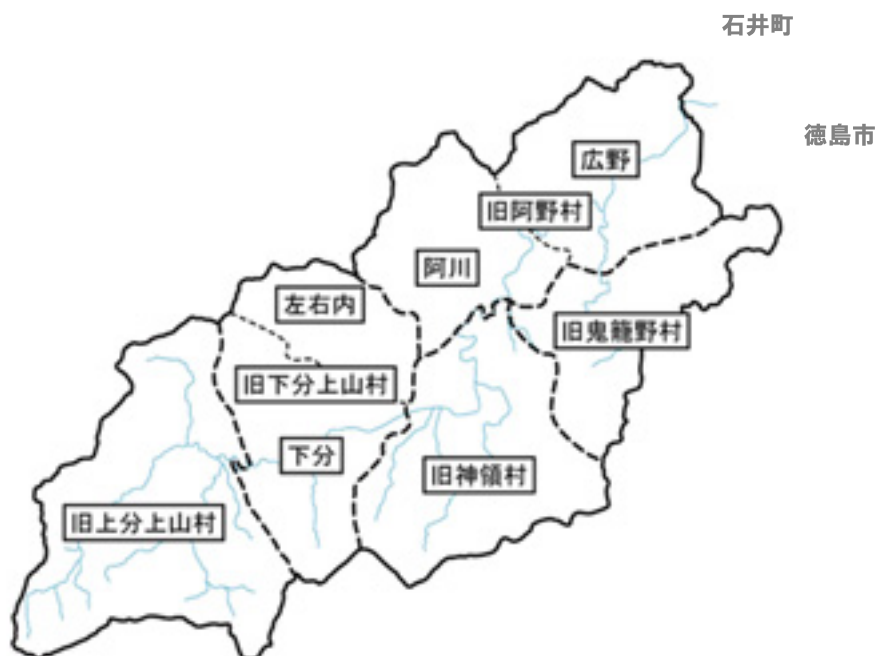 石井町
徳島市
広野
旧阿野村
阿川
左右内
旧鬼籠野村
旧下分上山村
下分
旧神領村
旧上分上山村